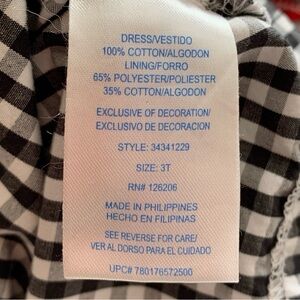 DRESS/VESTIDO
100% COTTON/ALGODON
LINING/FORRO
65% POLYESTER/POLIESTER
35% COTTON/ALGODON
EXCLUSIVE OF DECORATION/
EXCLUSIVO DE DECORACION
STYLE: 34341229
SIZE: 3T
RN# 126206
MADE IN PHILIPPINES
HECHO EN FILIPINAS
SEE REVERSE FOR CARE/
VER AL DORSO PARA EL CUIDADO
UPC# 780176572500